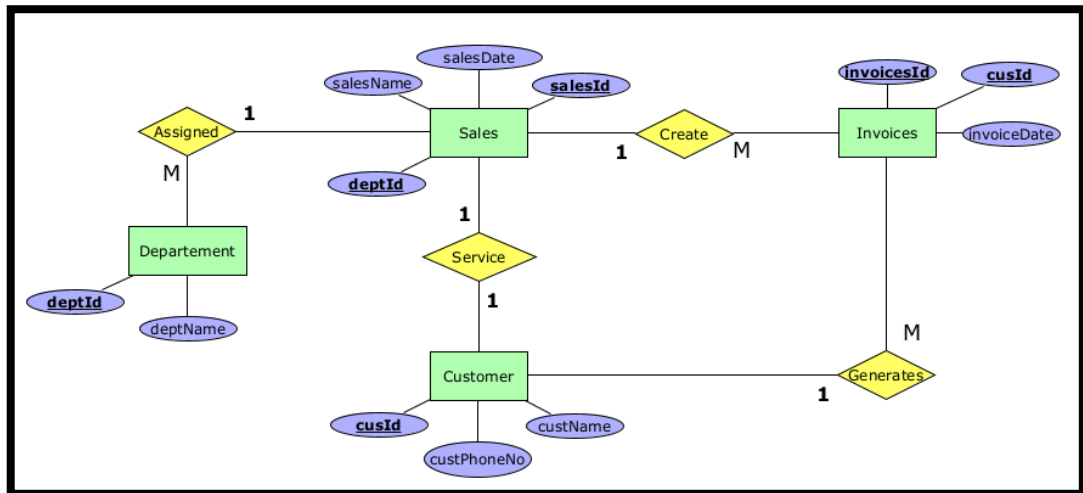 salesDate
salesName
salesId
invoicesId
cusId
Assigned
1
Sales
1
Create
M
Invoices
invoiceDate
M
deptId
1
Departement
Service
deptId
deptName
1
M
Customer
1
Generates
cusId
custName
custPhoneNo